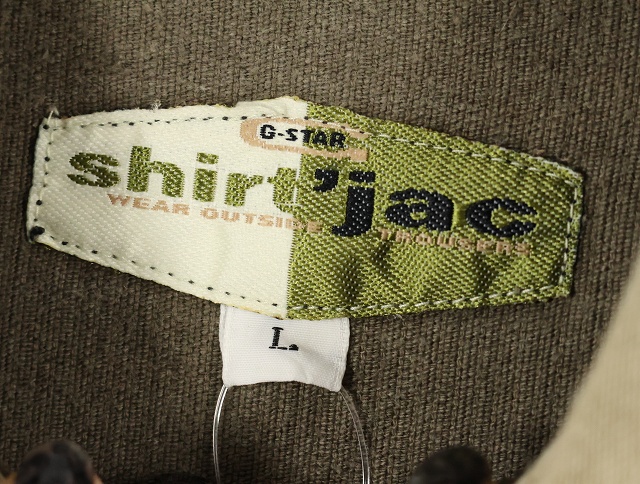 G-STAR
shirt'jac
WEAR OUTSIDE TROUSERS
L.